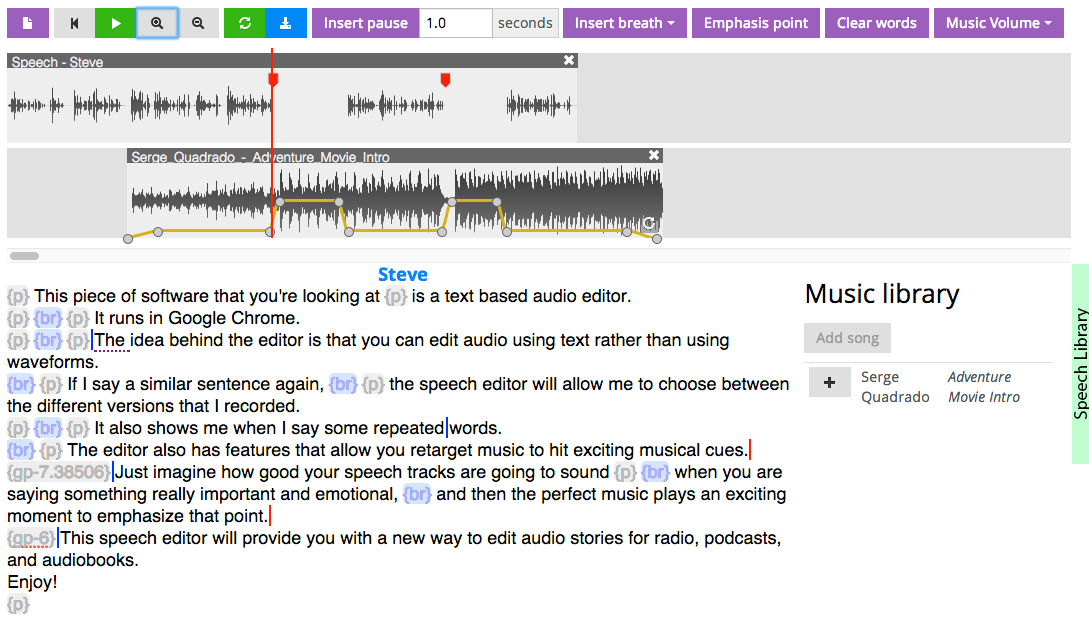 Insert pause 1.0 seconds Insert breath Emphasis point Clear words Music Volume
Speech - Steve
Serge Quadrado - Adventure Movie Intro
Steve
{p} This piece of software that you're looking at {p} is a text based audio editor.
{p} {br} {p} It runs in Google Chrome.
{p} {br} {p} The idea behind the editor is that you can edit audio using text rather than using
waveforms.
{br} {p} If I say a similar sentence again, {br} {p} the speech editor will allow me to choose between
the different versions that I recorded.
{p} {br} {p} It also shows me when I say some repeated words.
{br} {p} The editor also has features that allow you retarget music to hit exciting musical cues.
{gp-7.38506} Just imagine how good your speech tracks are going to sound {p} {br} when you are
saying something really important and emotional, {br} and then the perfect music plays an exciting
moment to emphasize that point.
{gp-6} This speech editor will provide you with a new way to edit audio stories for radio, podcasts,
and audiobooks.
Enjoy!
{p}
Music library
Add song
Serge Adventure
Quadrado Movie Intro
Speech Library